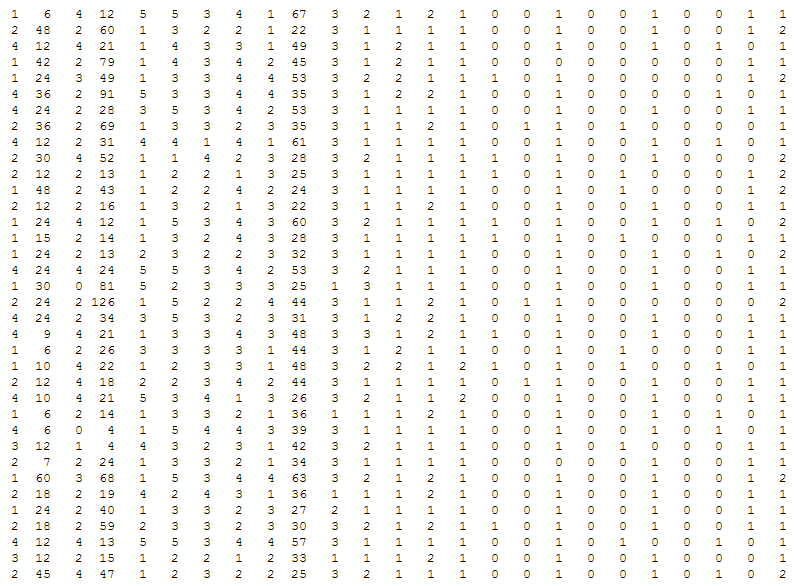 1 6 4 12 5 5 3 4 1 67 3 2 1 2 1 0 0 1 0 0 1 0 0 1 1
2 48 2 60 1 3 2 2 1 22 3 1 1 1 1 0 0 1 0 0 1 0 0 1 2
4 12 4 21 1 4 3 3 1 49 3 1 2 1 1 0 0 1 0 0 1 0 1 0 1
1 42 2 79 1 4 3 4 2 45 3 1 2 1 1 0 0 0 0 0 0 0 0 1 1
1 24 3 49 1 3 3 4 4 53 3 2 2 1 1 1 0 1 0 0 0 0 0 1 2
4 36 2 91 5 3 3 4 4 35 3 1 2 2 1 0 0 1 0 0 0 0 1 0 1
4 24 2 28 3 5 3 4 2 53 3 1 1 1 1 0 0 1 0 0 1 0 0 1 1
2 36 2 69 1 3 3 2 3 35 3 1 1 2 1 0 1 1 0 1 0 0 0 0 1
4 12 2 31 4 4 1 4 1 61 3 1 1 1 1 0 0 1 0 0 1 0 1 0 1
2 30 4 52 1 1 4 2 3 28 3 2 1 1 1 1 0 1 0 0 1 0 0 0 2
2 12 2 13 1 2 2 1 3 25 3 1 1 1 1 1 0 1 0 1 0 0 0 1 2
1 48 2 43 1 2 2 4 2 24 3 1 1 1 1 0 0 1 0 1 0 0 0 1 2
2 12 2 16 1 3 2 1 3 22 3 1 1 2 1 0 0 1 0 0 1 0 0 1 1
1 24 4 12 1 5 3 4 3 60 3 2 1 1 1 1 0 1 0 0 1 0 1 0 2
1 15 2 14 1 3 2 4 3 28 3 1 1 1 1 1 0 1 0 1 0 0 0 1 1
1 24 2 13 2 3 2 2 3 32 3 1 1 1 1 0 0 1 0 0 1 0 1 0 2
4 24 4 24 5 5 3 4 2 53 3 2 1 1 1 0 0 1 0 0 1 0 0 1 1
1 30 0 81 5 2 3 3 3 25 1 3 1 1 1 0 0 1 0 0 1 0 0 1 1
2 24 2 126 1 5 2 2 4 44 3 1 1 2 1 0 1 1 0 0 0 0 0 0 2
4 24 2 34 3 5 3 2 3 31 3 1 2 2 1 0 0 1 0 0 1 0 0 1 1
4 9 4 21 1 3 3 4 3 48 3 3 1 2 1 1 0 1 0 0 1 0 0 1 1
1 6 2 26 3 3 3 3 1 44 3 1 2 1 1 0 0 1 0 1 0 0 0 1 1
1 10 4 22 1 2 3 3 1 48 3 2 2 1 2 1 0 1 0 1 0 0 1 0 1
2 12 4 18 2 2 3 4 2 44 3 1 1 1 1 0 1 1 0 0 1 0 0 1 1
4 10 4 21 5 3 4 1 3 26 3 2 1 1 2 0 0 1 0 0 1 0 0 1 1
1 6 2 14 1 3 3 2 1 36 1 1 1 2 1 0 0 1 0 0 1 0 1 0 1
4 6 0 4 1 5 4 4 3 39 3 1 1 1 1 0 0 1 0 0 1 0 1 0 1
3 12 1 4 4 3 2 3 1 42 3 2 1 1 1 0 0 1 0 1 0 0 0 1 1
2 7 2 24 1 3 3 2 1 34 3 1 1 1 1 0 0 0 0 0 1 0 0 1 1
1 60 3 68 1 5 3 4 4 63 3 2 1 2 1 0 0 1 0 0 1 0 0 1 2
2 18 2 19 4 2 4 3 1 36 1 1 1 2 1 0 0 1 0 0 1 0 0 1 1
1 24 2 40 1 3 3 2 3 27 2 1 1 1 1 0 0 1 0 0 1 0 0 1 1
2 18 2 59 2 3 3 2 3 30 3 2 1 2 1 1 0 1 0 0 1 0 0 1 1
4 12 4 13 5 5 3 4 4 57 3 1 1 1 1 0 0 1 0 1 0 0 1 0 1
3 12 2 15 1 2 2 1 2 33 1 1 1 2 1 0 0 1 0 0 1 0 0 0 1
2 45 4 47 1 2 3 2 2 25 3 2 1 1 1 0 0 1 0 0 1 0 1 0 2